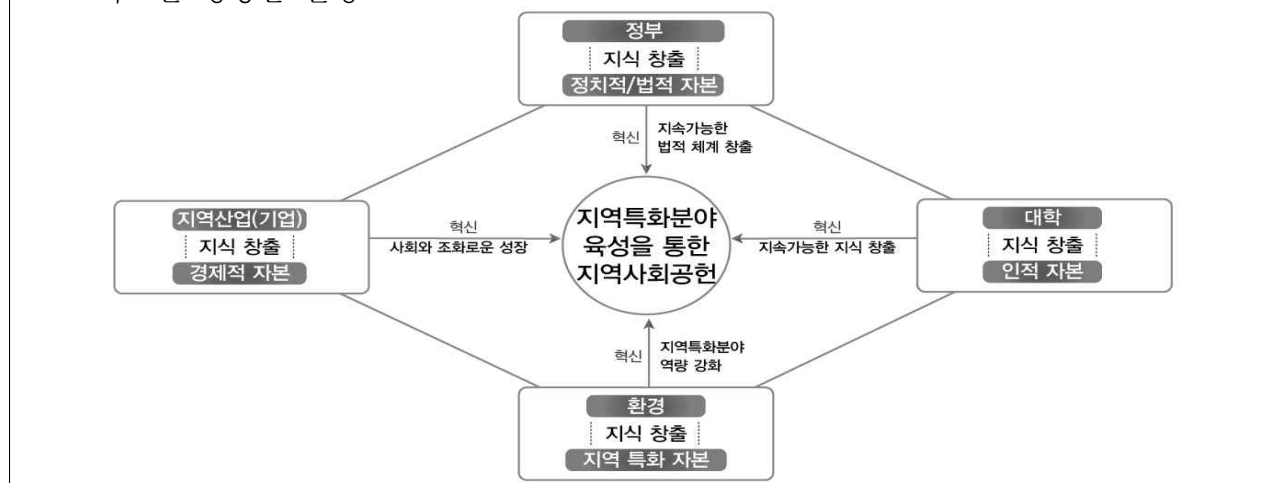 정부
지식 창출
정치적/법적 자본
혁신
지속가능한
법적 체계 창출
지역산업(기업)
지식 창출
경제적 자본
혁신
사회와 조화로운 성장
지역특화분야
육성을 통한
지역사회공헌
혁신
지속가능한 지식 창출
대학
지식 창출
인적 자본
혁신
지역특화분야
역량 강화
환경
지식 창출
지역 특화 자본